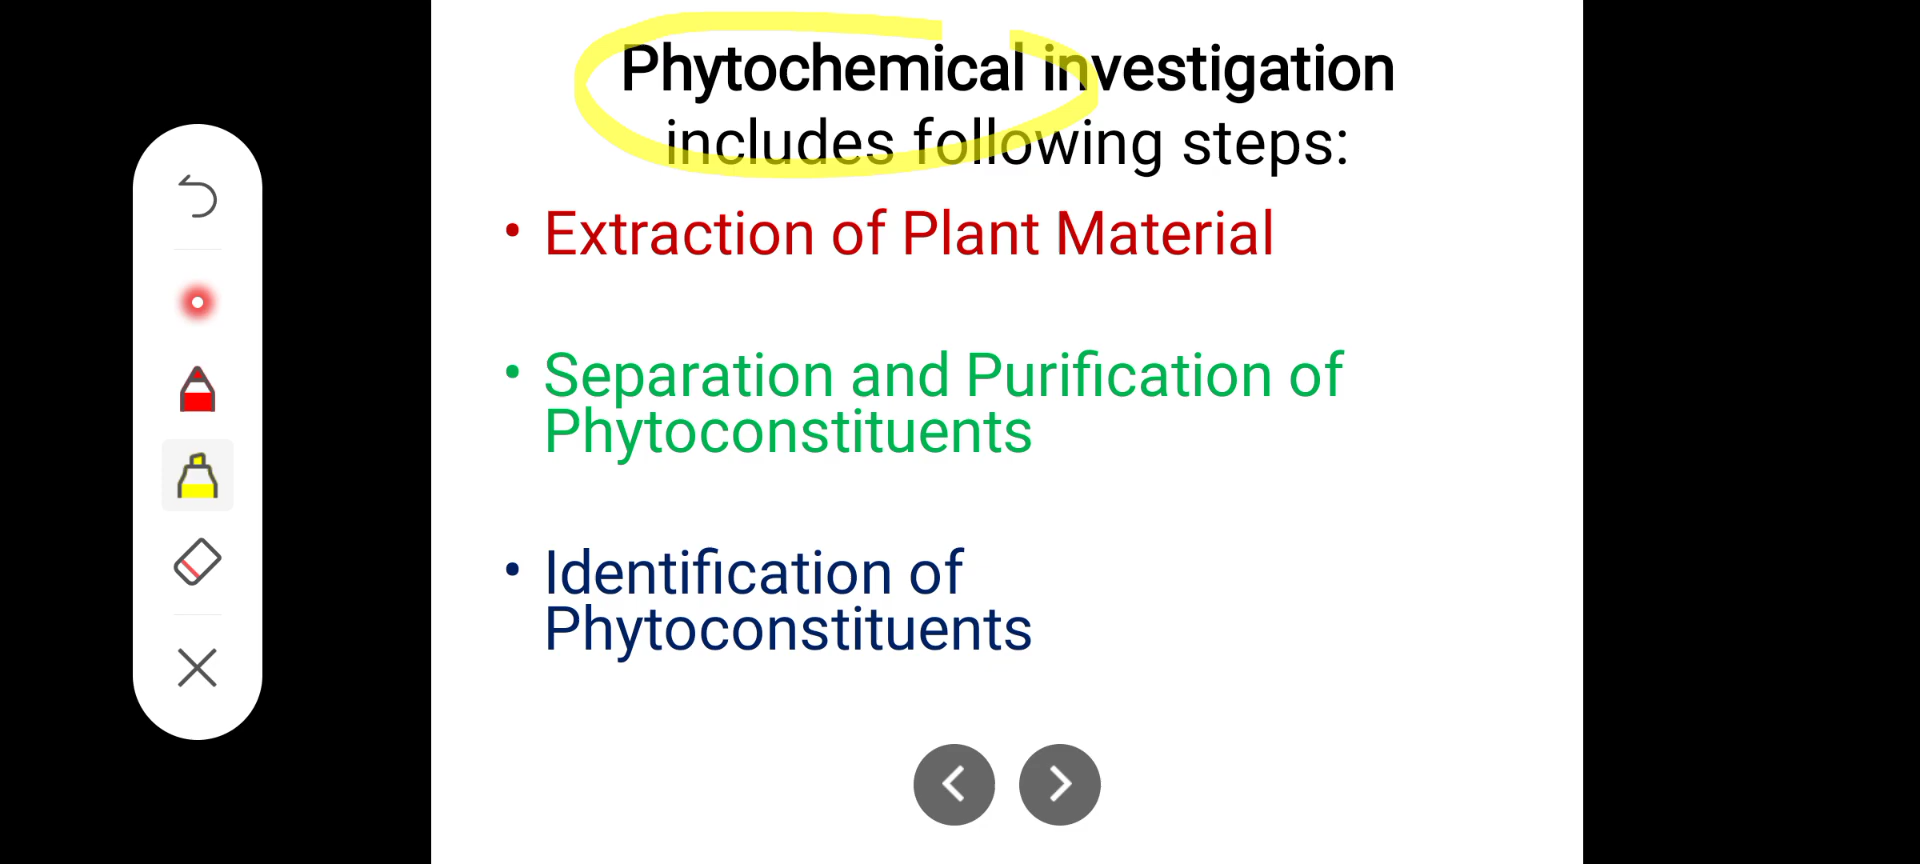 Phytochemical investigation
includes following steps:
• Extraction of Plant Material
• Separation and Purification of
Phytoconstituents
• Identification of
Phytoconstituents